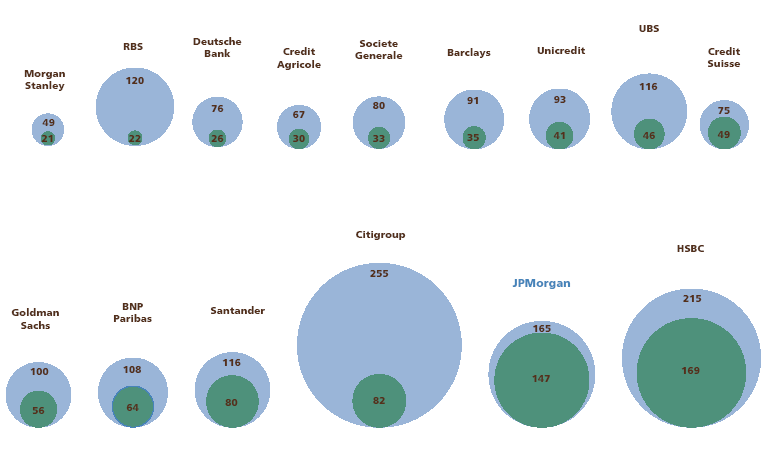 Morgan
Stanley
49
21
RBS
120
22
Deutsche
Bank
76
26
Credit
Agricole
67
30
Societe
Generale
80
33
Barclays
91
35
Unicredit
93
41
UBS
116
46
Credit
Suisse
75
49
Goldman
Sachs
100
56
BNP
Paribas
108
64
Santander
116
80
Citigroup
255
82
JPMorgan
165
147
HSBC
215
169